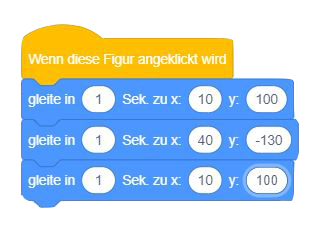 Wenn diese Figur angeklickt wird
gleite in 1 Sek. zu x: 10 y: 100
gleite in 1 Sek. zu x: 40 y: -130
gleite in 1 Sek. zu x: 10 y: 100